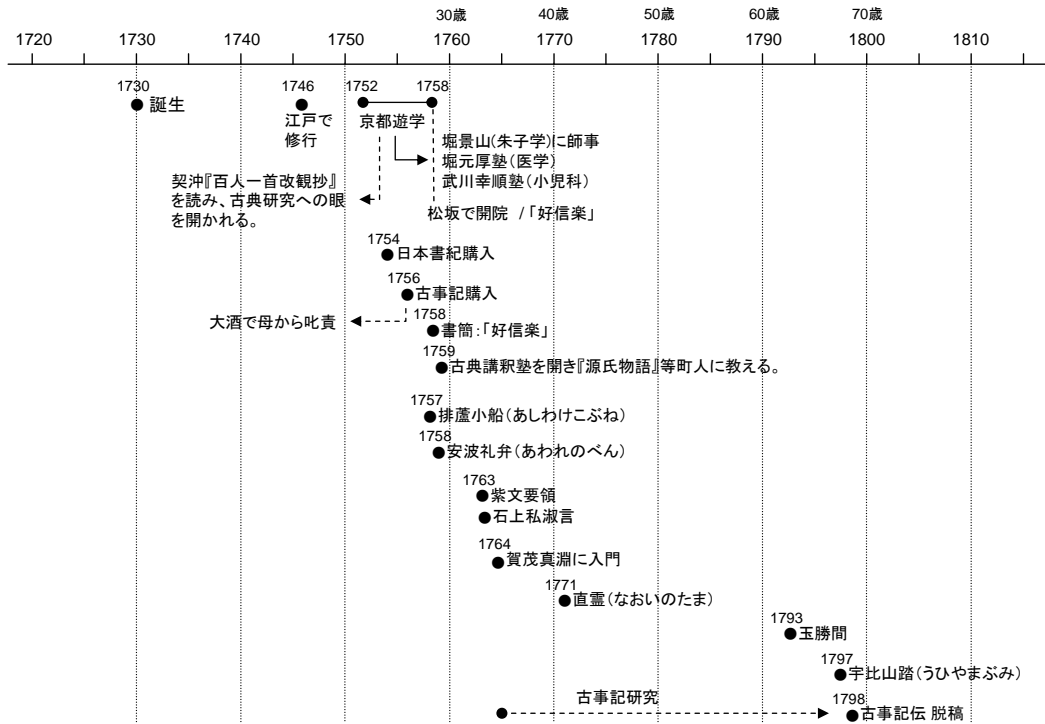 30歳 40歳 50歳 60歳 70歳
1720 1730 1740 1750 1760 1770 1780 1790 1800 1810
1730
誕生
1746
江戸で
修行
1752 1758
京都遊学
堀景山(朱子学)に師事
堀元厚塾(医学)
武川幸順塾(小児科)
契沖『百人一首改観抄』
を読み、古典研究への眼
を開かれる。
松坂で開院 /「好信楽」
1754
日本書紀購入
1756
古事記購入
大酒で母から叱責
1758
書簡:「好信楽」
1759
古典講釈塾を開き『源氏物語』等町人に教える。
1757
排蘆小船(あしわけこぶね)
1758
安波礼弁(あわれのべん)
1763
紫文要領
石上私淑言
1764
賀茂真淵に入門
1771
直霊(なおいのたま)
1793
玉勝間
1797
宇比山踏(うひやまぶみ)
古事記研究
1798
古事記伝 脱稿